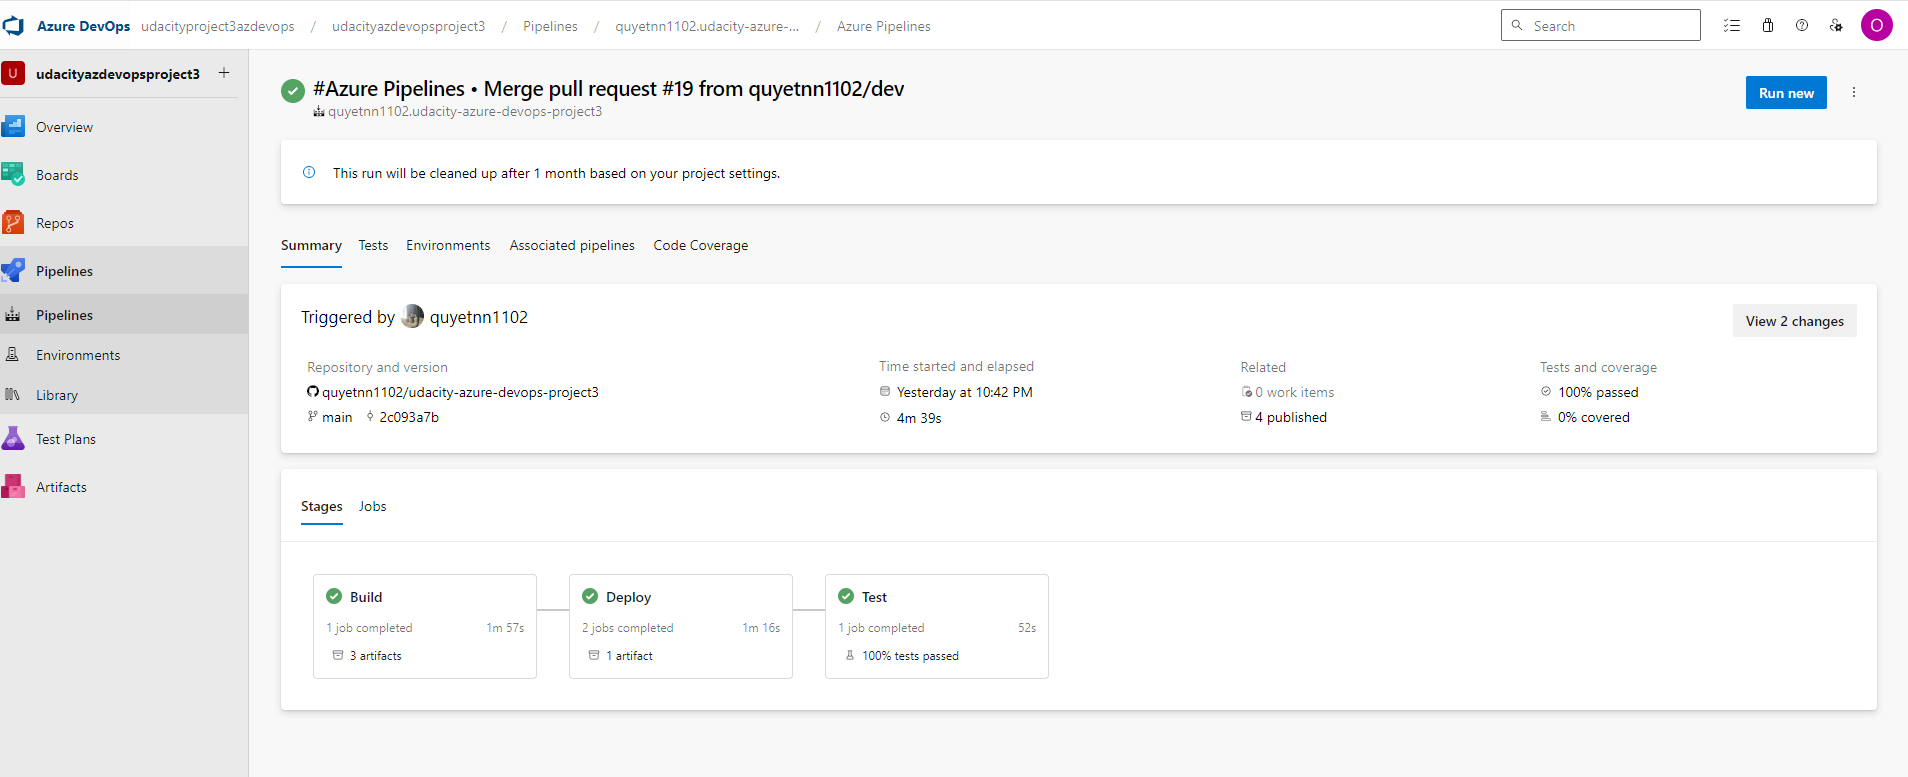 Azure DevOps udacityproject3azdevops / udacityazdevopsproject3 / Pipelines / quyetnn1102.udacity-azure-... / Azure Pipelines
Search
O
U udacityazdevopsproject3 +
Overview
Boards
Repos
Pipelines
Pipelines
Environments
Library
Test Plans
Artifacts
#Azure Pipelines • Merge pull request #19 from quyetnn1102/dev
quyetnn1102.udacity-azure-devops-project3
Run new
This run will be cleaned up after 1 month based on your project settings.
Summary Tests Environments Associated pipelines Code Coverage
Triggered by quyetnn1102
View 2 changes
Repository and version
quyetnn1102/udacity-azure-devops-project3
main 2c093a7b
Time started and elapsed
Yesterday at 10:42 PM
4m 39s
Related
0 work items
4 published
Tests and coverage
100% passed
0% covered
Stages Jobs
Build
1 job completed 1m 57s
3 artifacts
Deploy
2 jobs completed 1m 16s
1 artifact
Test
1 job completed 52s
100% tests passed